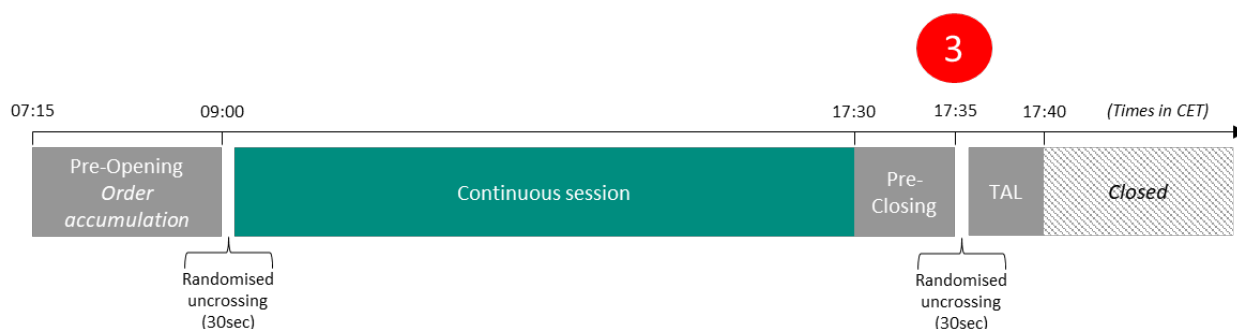 3
07:15
09:00
17:30
17:35
17:40
(Times in CET)
Pre-Opening
Order
accumulation
Continuous session
Pre-
Closing
TAL
Closed
Randomised
uncrossing
(30sec)
Randomised
uncrossing
(30sec)